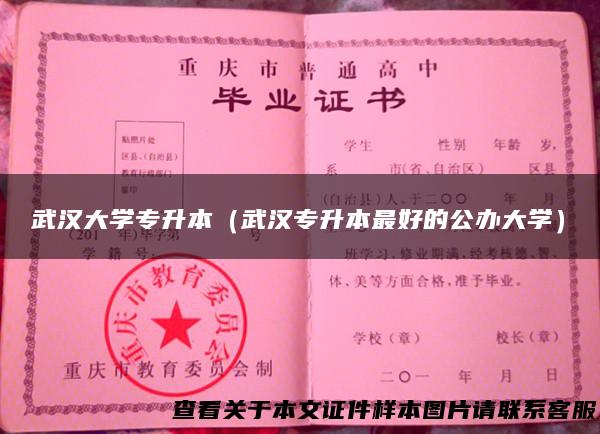 重庆市普通高中
毕业证书
贴照片处
区县、(自治县)
教育行政部门
靠印
(201 年)毕字第 号
学籍号:
重庆市教育委员会
重庆市教育委员会制
学生 性别 年龄 岁,
系 市(省、自治区) 区县
(自治县)人、于二〇〇 年 月
班学习,修业期满,经考核德、智、
体、美等方面合格,准予毕业。
学校(章) 校长(章)
二〇一 年 月 日
武汉大学专升本(武汉专升本最好的公办大学)
查看关于本文证件样本图片请联系客服